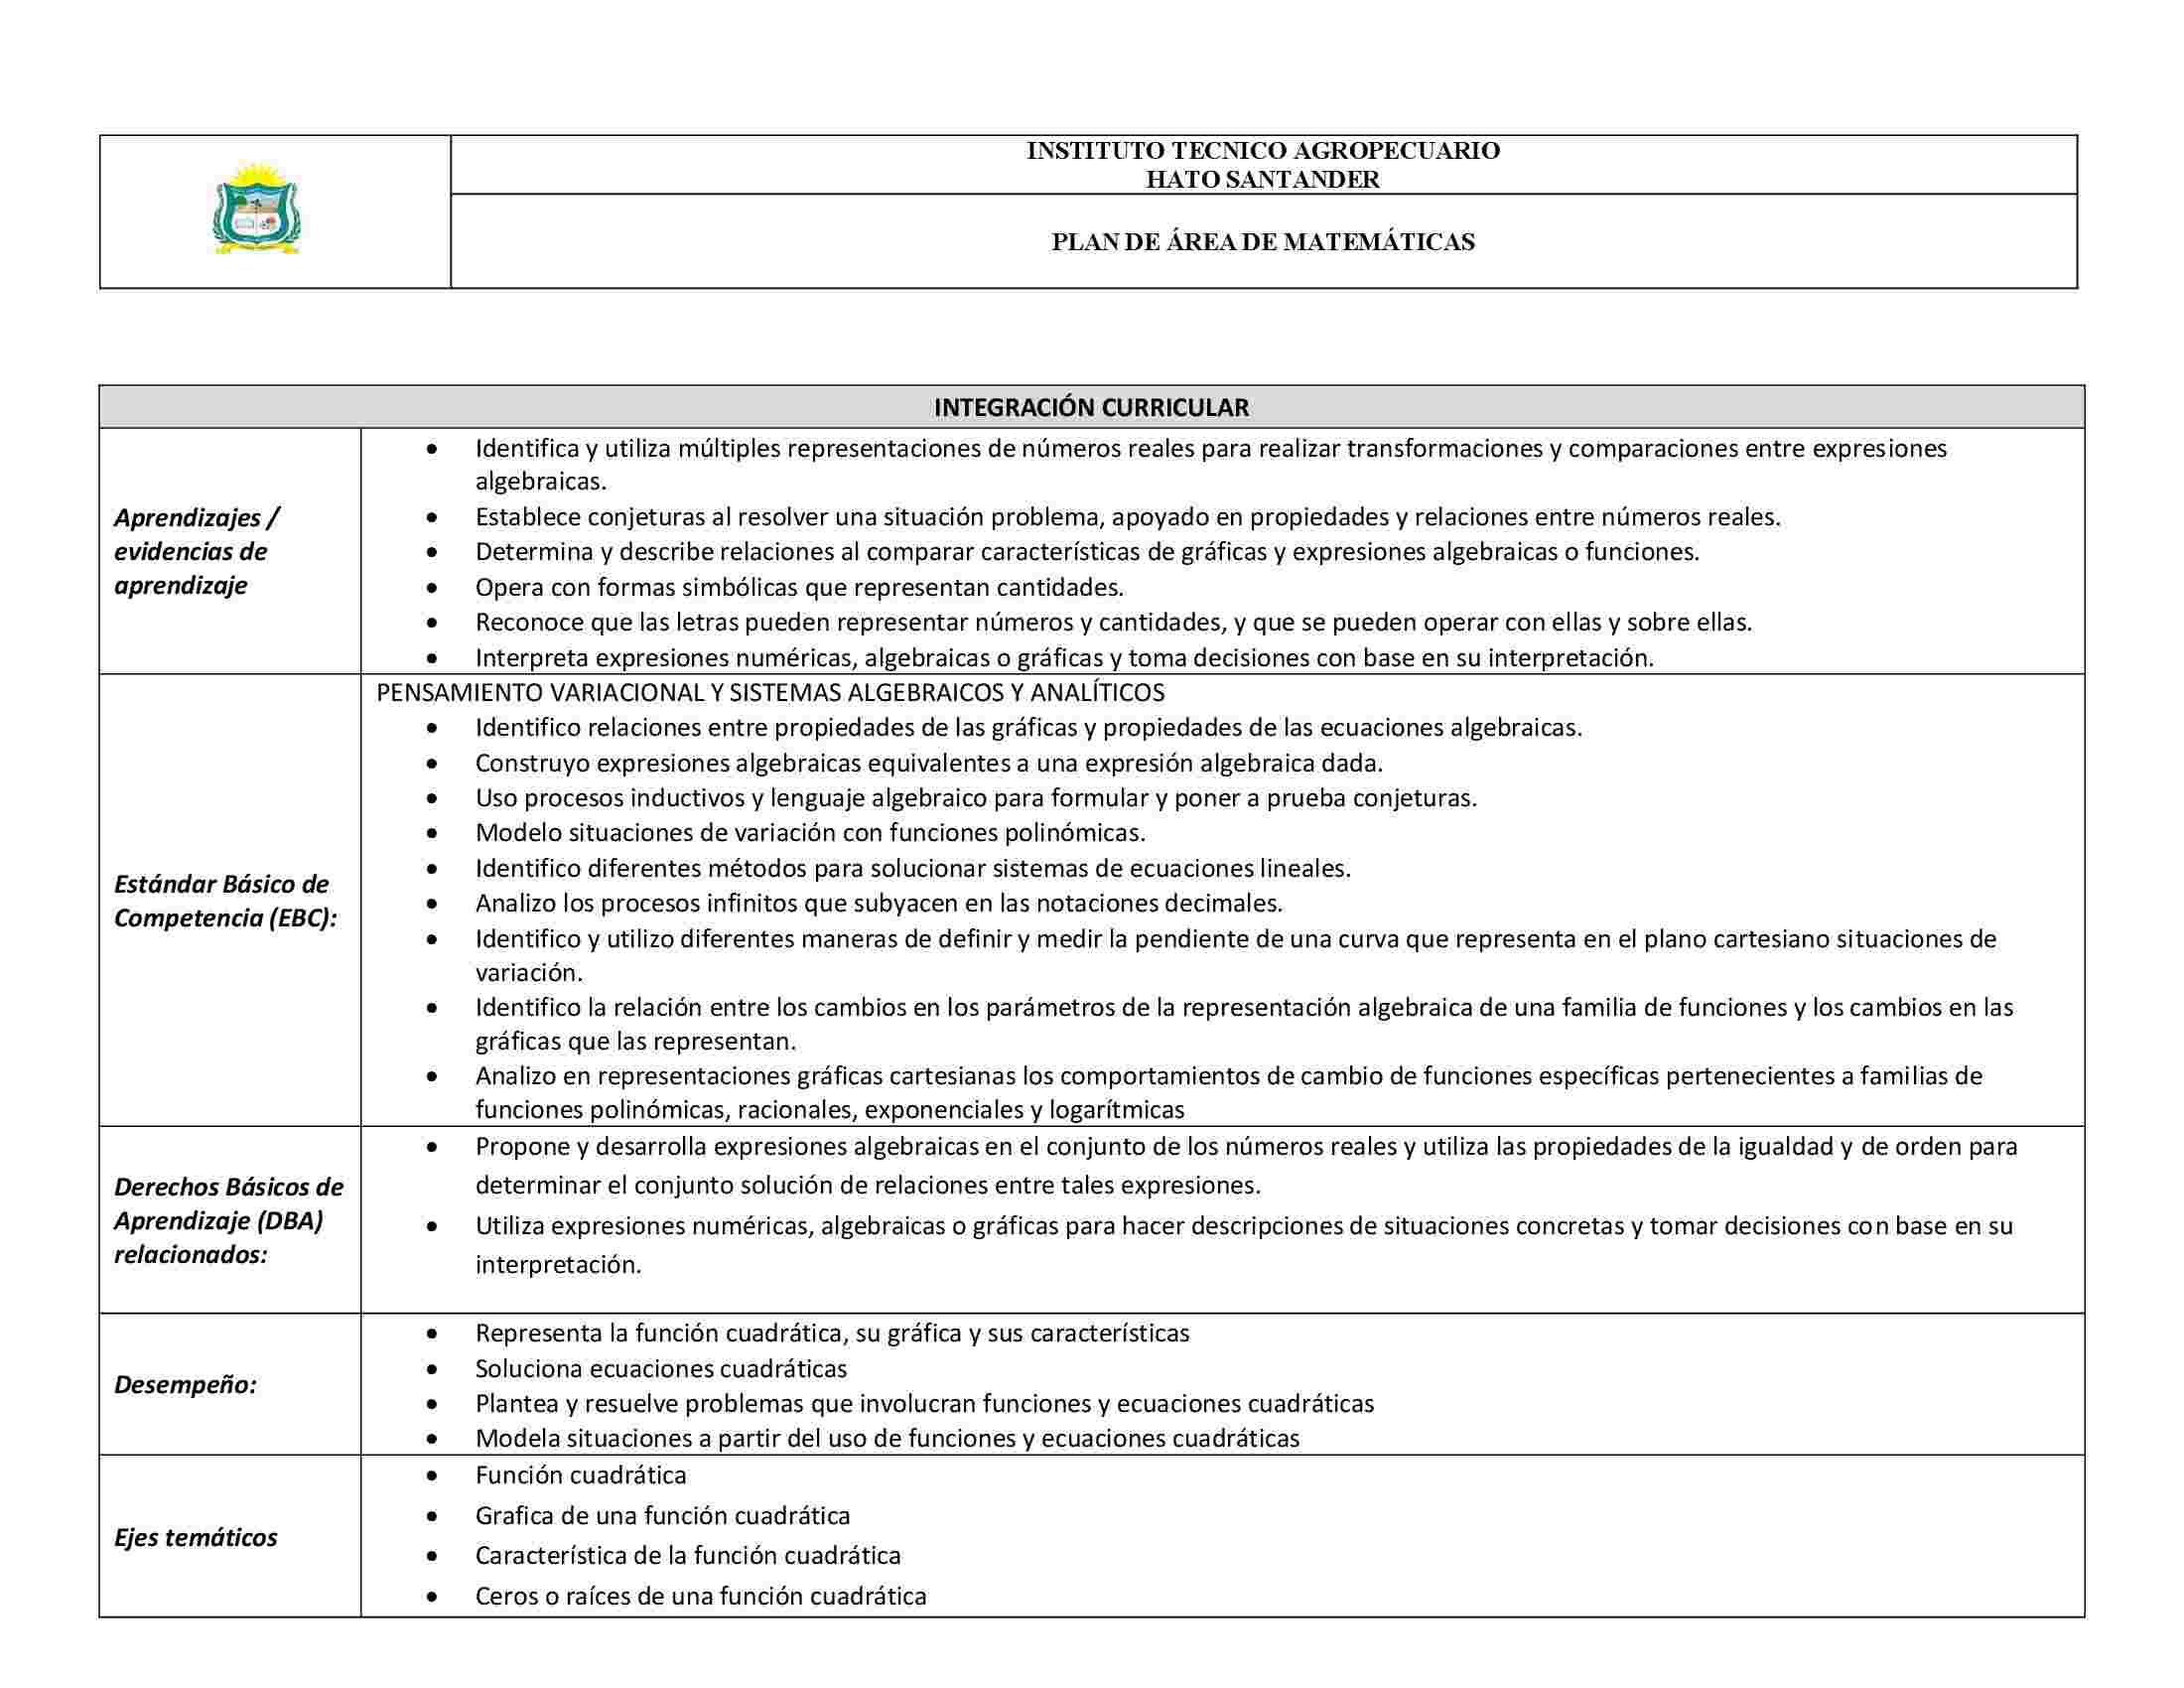 INSTITUTO TECNICO AGROPECUARIO
HATO SANTANDER
PLAN DE ÁREA DE MATEMÁTICAS
INTEGRACIÓN CURRICULAR
Aprendizajes /
evidencias de
aprendizaje
• Identifica y utiliza múltiples representaciones de números reales para realizar transformaciones y comparaciones entre expresiones
algebraicas.
• Establece conjeturas al resolver una situación problema, apoyado en propiedades y relaciones entre números reales.
• Determina y describe relaciones al comparar características de gráficas y expresiones algebraicas o funciones.
• Opera con formas simbólicas que representan cantidades.
• Reconoce que las letras pueden representar números y cantidades, y que se pueden operar con ellas y sobre ellas.
• Interpreta expresiones numéricas, algebraicas o gráficas y toma decisiones con base en su interpretación.
Estándar Básico de
Competencia (EBC):
PENSAMIENTO VARIACIONAL Y SISTEMAS ALGEBRAICOS Y ANALÍTICOS
• Identifico relaciones entre propiedades de las gráficas y propiedades de las ecuaciones algebraicas.
• Construyo expresiones algebraicas equivalentes a una expresión algebraica dada.
• Uso procesos inductivos y lenguaje algebraico para formular y poner a prueba conjeturas.
• Modelo situaciones de variación con funciones polinómicas.
• Identifico diferentes métodos para solucionar sistemas de ecuaciones lineales.
• Analizo los procesos infinitos que subyacen en las notaciones decimales.
• Identifico y utilizo diferentes maneras de definir y medir la pendiente de una curva que representa en el plano cartesiano situaciones de
variación.
• Identifico la relación entre los cambios en los parámetros de la representación algebraica de una familia de funciones y los cambios en las
gráficas que las representan.
• Analizo en representaciones gráficas cartesianas los comportamientos de cambio de funciones específicas pertenecientes a familias de
funciones polinómicas, racionales, exponenciales y logarítmicas
Derechos Básicos de
Aprendizaje (DBA)
relacionados:
• Propone y desarrolla expresiones algebraicas en el conjunto de los números reales y utiliza las propiedades de la igualdad y de orden para
determinar el conjunto solución de relaciones entre tales expresiones.
• Utiliza expresiones numéricas, algebraicas o gráficas para hacer descripciones de situaciones concretas y tomar decisiones con base en su
interpretación.
Desempeño:
• Representa la función cuadrática, su gráfica y sus características
• Soluciona ecuaciones cuadráticas
• Plantea y resuelve problemas que involucran funciones y ecuaciones cuadráticas
• Modela situaciones a partir del uso de funciones y ecuaciones cuadráticas
Ejes temáticos
• Función cuadrática
• Grafica de una función cuadrática
• Característica de la función cuadrática
• Ceros o raíces de una función cuadrática